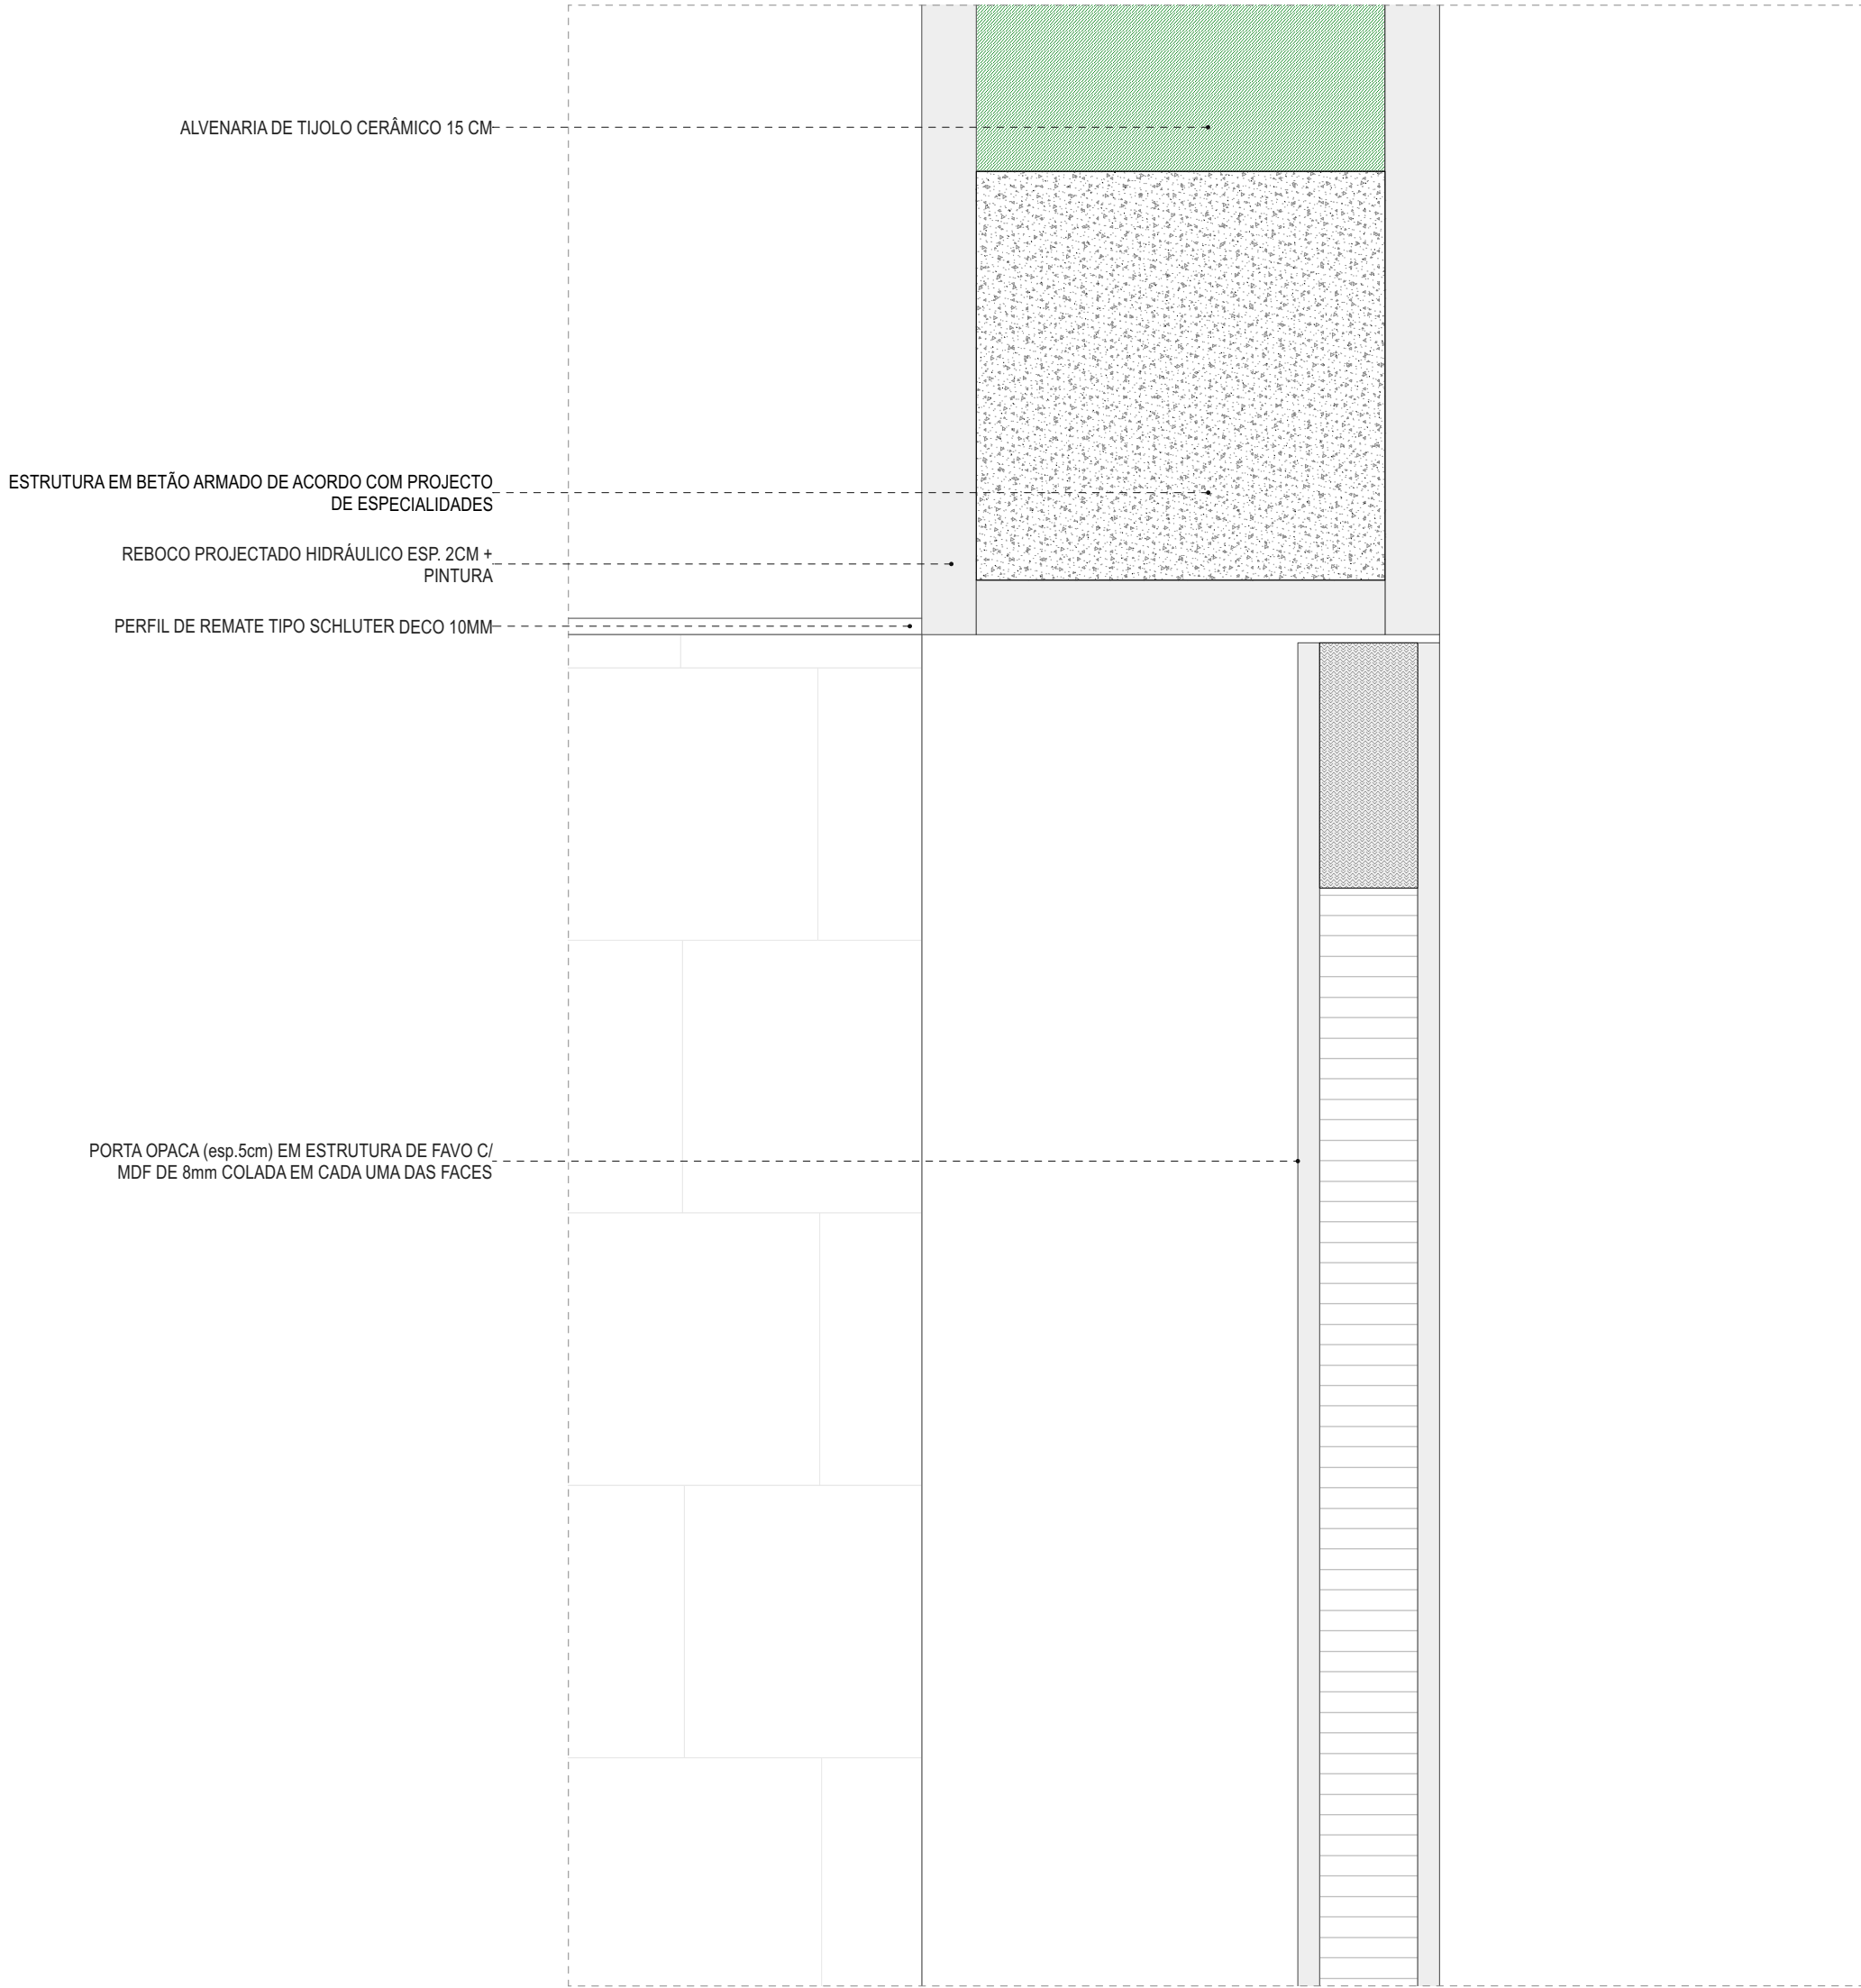 ALVENARIA DE TIJOLO CERÂMICO 15 CM
ESTRUTURA EM BETÃO ARMADO DE ACORDO COM PROJECTO
DE ESPECIALIDADES
REBOCO PROJECTADO HIDRÁULICO ESP. 2CM +
PINTURA
PERFIL DE REMATE TIPO SCHLUTER DECO 10MM
PORTA OPACA (esp.5cm) EM ESTRUTURA DE FAVO C/
MDF DE 8mm COLADA EM CADA UMA DAS FACES